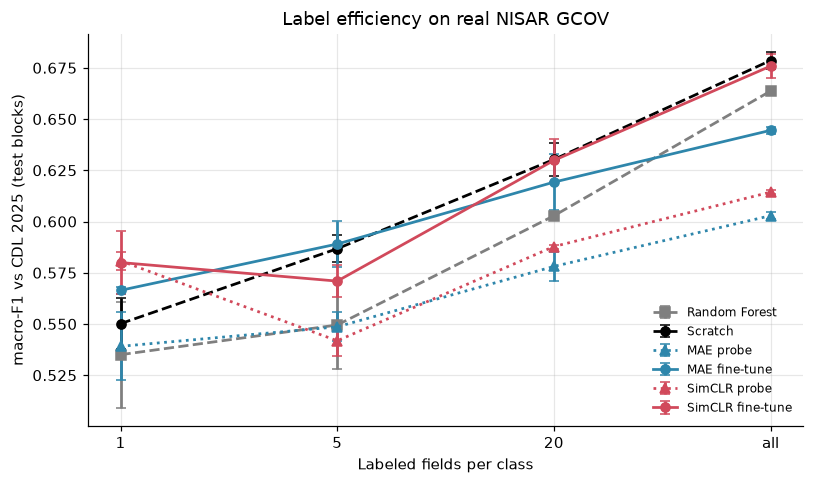 Label efficiency on real NISAR GCOV
macro-F1 vs CDL 2025 (test blocks)
0.675
0.650
0.625
0.600
0.575
0.550
0.525
1
5
20
all
Labeled fields per class
Random Forest
Scratch
MAE probe
MAE fine-tune
SimCLR probe
SimCLR fine-tune